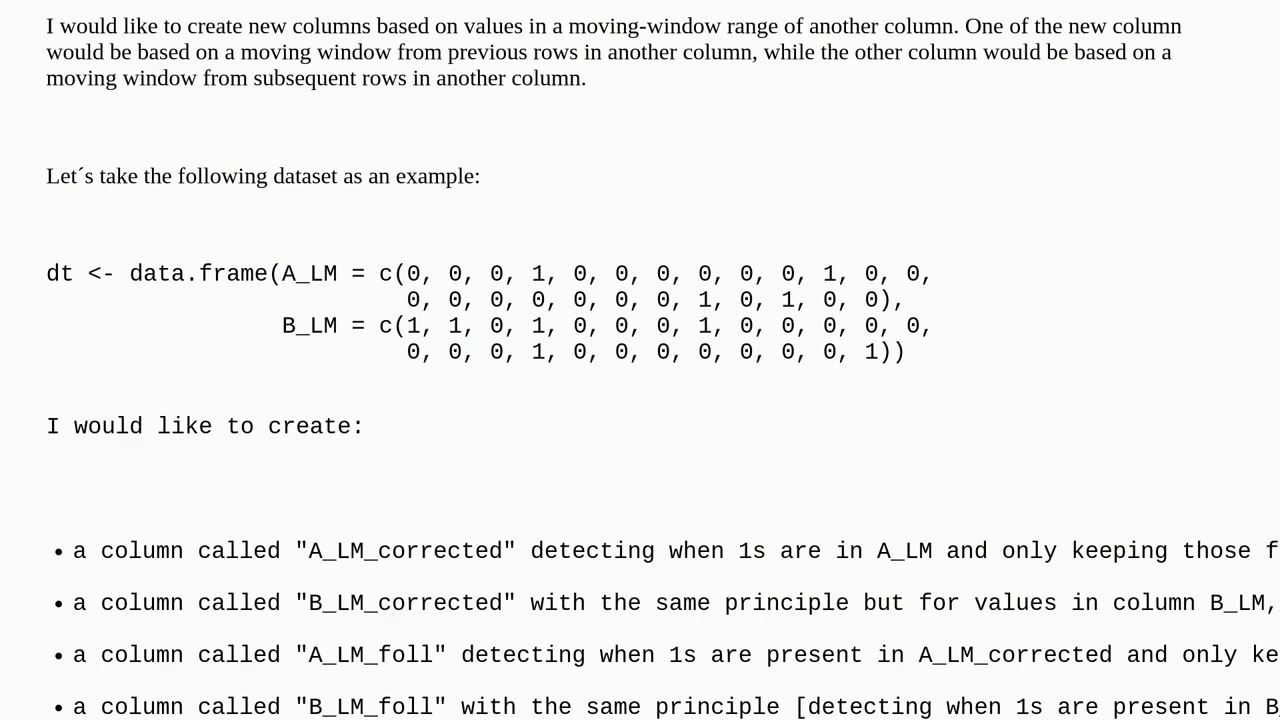 I would like to create new columns based on values in a moving-window range of another column. One of the new column
would be based on a moving window from previous rows in another column, while the other column would be based on a
moving window from subsequent rows in another column.
Let´s take the following dataset as an example:
dt <- data.frame(A_LM = c(0, 0, 0, 1, 0, 0, 0, 0, 0, 0, 1, 0, 0,
0, 0, 0, 0, 0, 0, 0, 1, 0, 1, 0, 0),
B_LM = c(1, 1, 0, 1, 0, 0, 0, 1, 0, 0, 0, 0, 0,
0, 0, 0, 1, 0, 0, 0, 0, 0, 0, 0, 1))
I would like to create:
• a column called "A_LM_corrected" detecting when 1s are in A_LM and only keeping those f
• a column called "B_LM_corrected" with the same principle but for values in column B_LM,
• a column called "A_LM_foll" detecting when 1s are present in A_LM_corrected and only ke
• a column called "B_LM_foll" with the same principle [detecting when 1s are present in B_